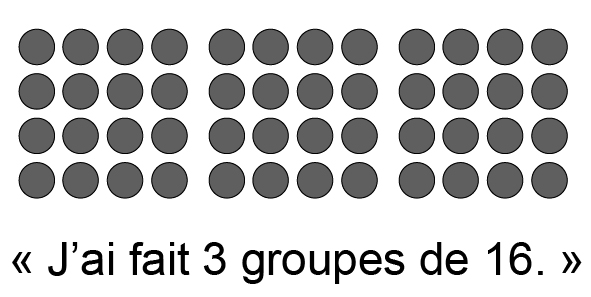 « J’ai fait 3 groupes de 16. »